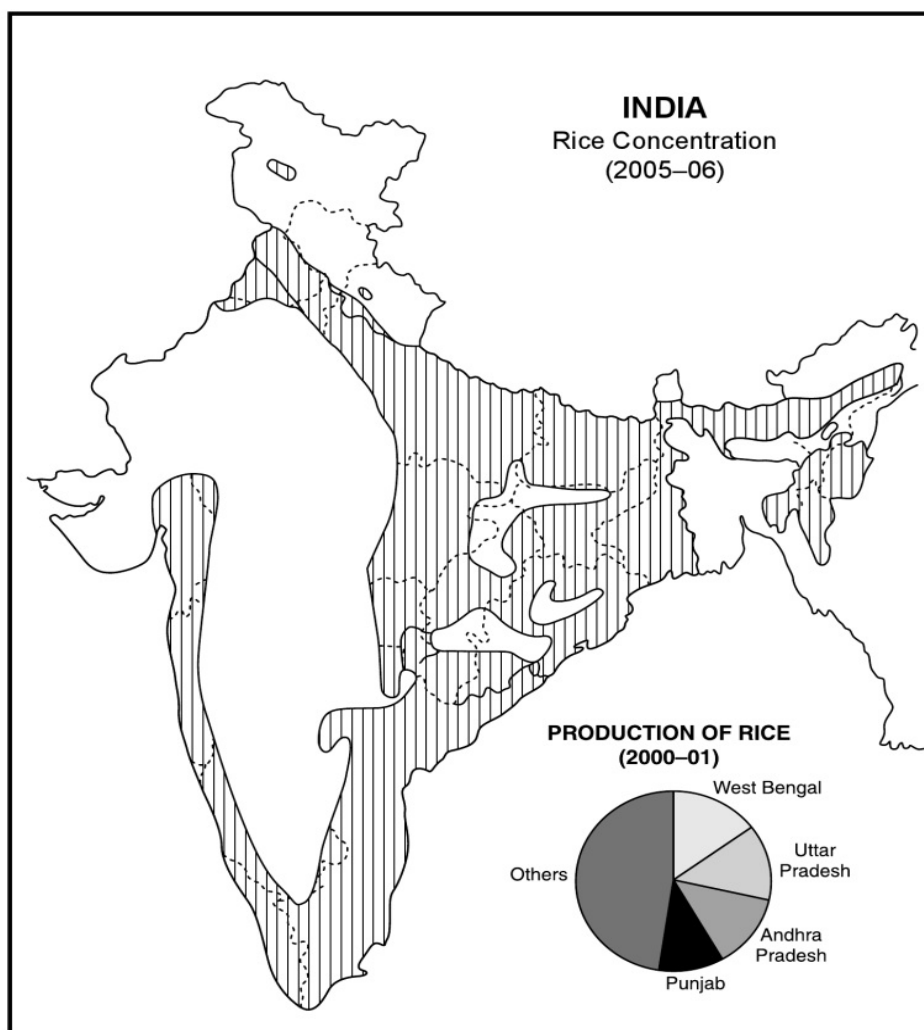 INDIA
Rice Concentration
(2005–06)
PRODUCTION OF RICE
(2000–01)
West Bengal
Uttar
Pradesh
Andhra
Pradesh
Punjab
Others